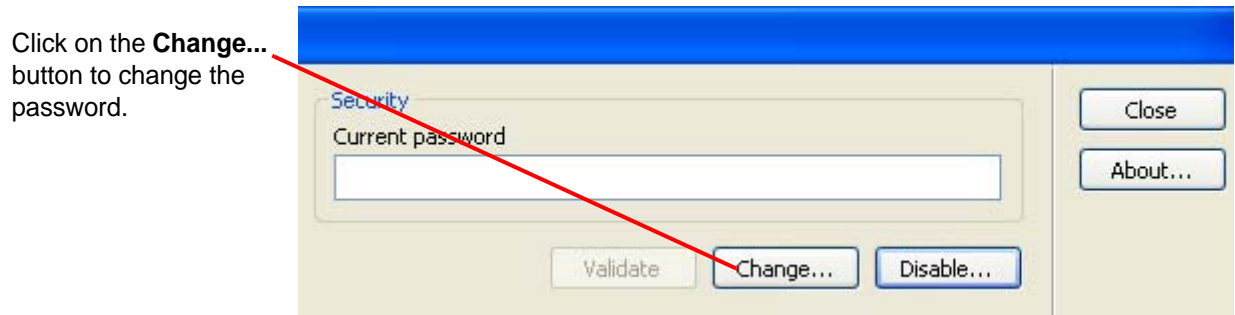 Click on the Change...
button to change the
password.
Security
Current password
Validate
Change...
Disable...
Close
About...